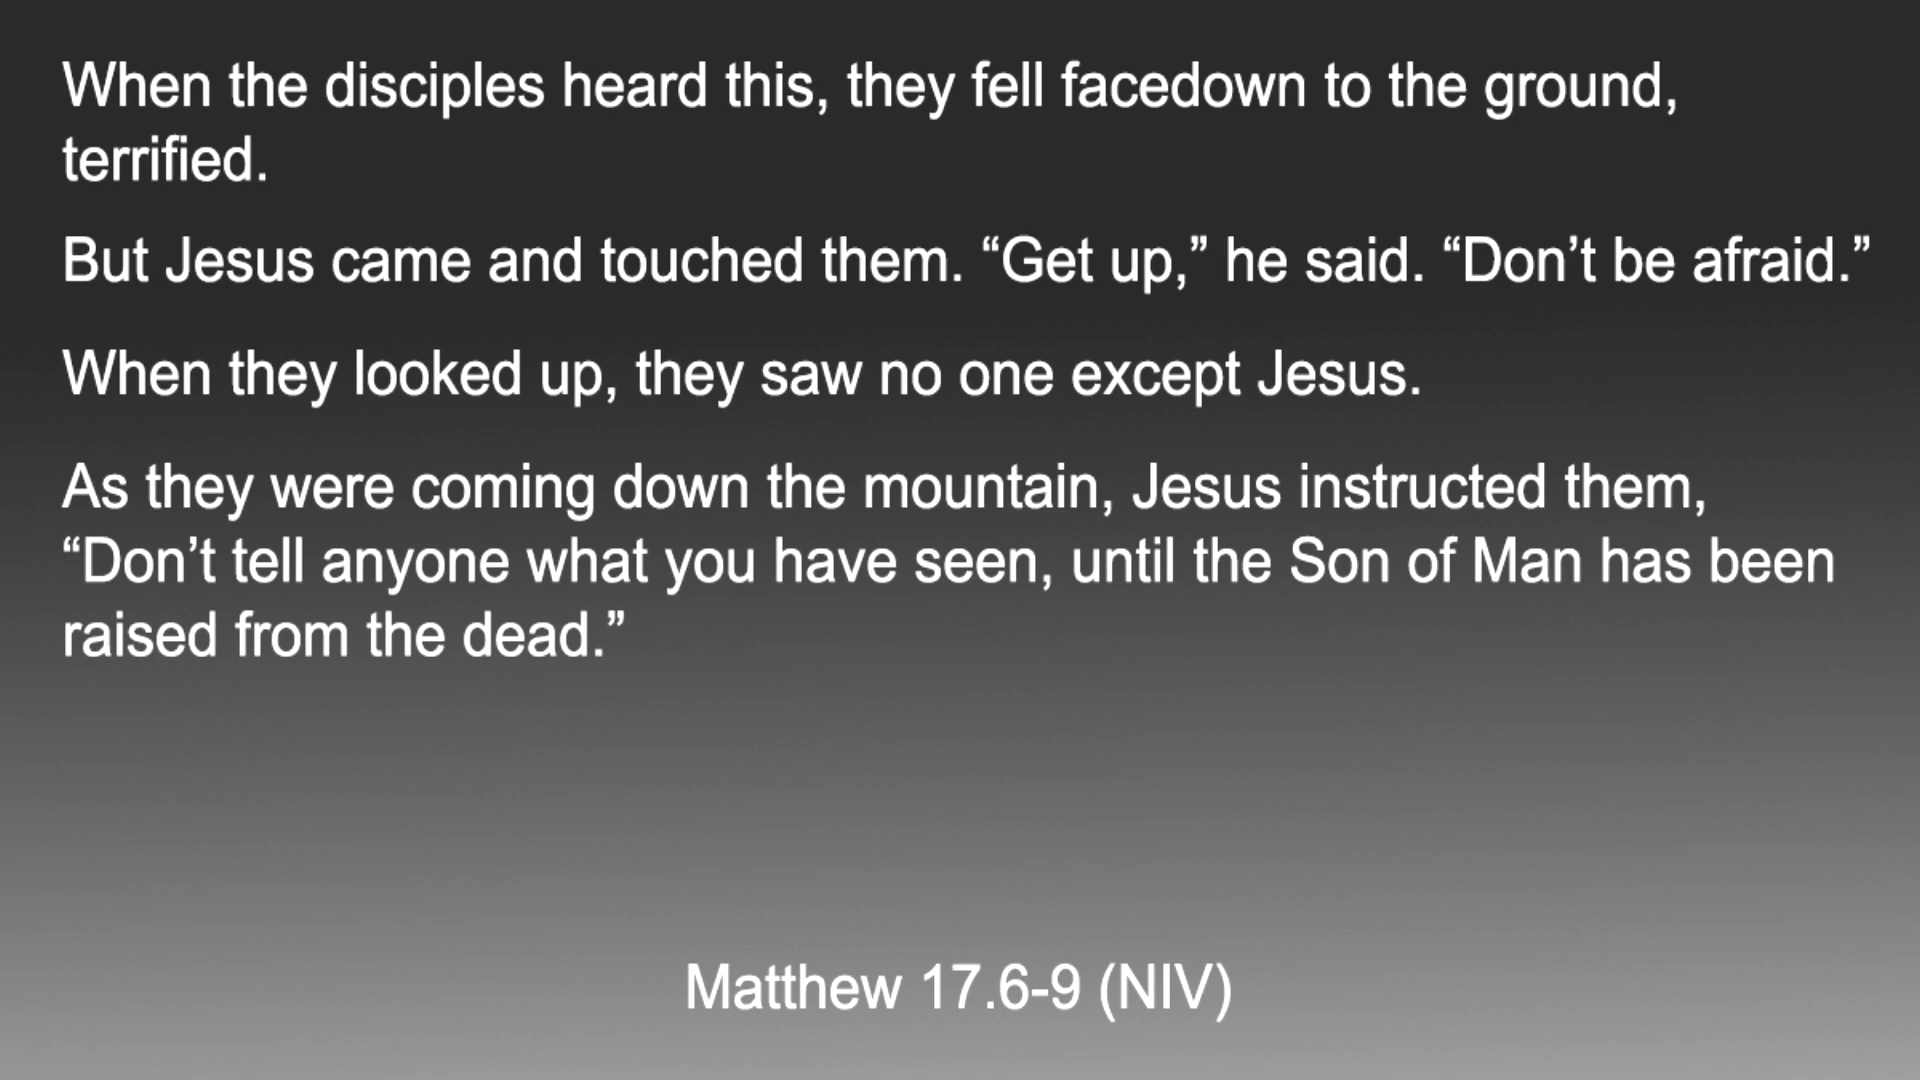 When the disciples heard this, they fell facedown to the ground,
terrified.
But Jesus came and touched them. “Get up,” he said. “Don’t be afraid.”
When they looked up, they saw no one except Jesus.
As they were coming down the mountain, Jesus instructed them,
“Don’t tell anyone what you have seen, until the Son of Man has been
raised from the dead.”
Matthew 17.6-9 (NIV)